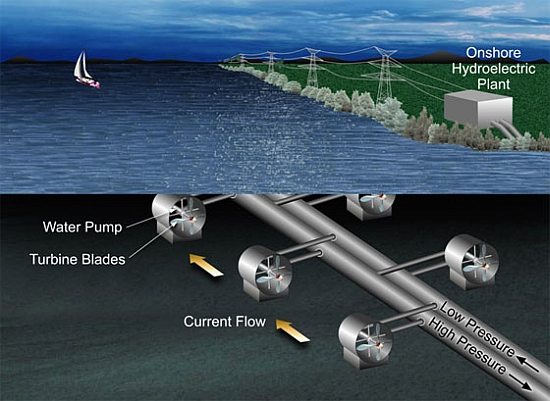 Onshore
Hydroelectric
Plant
Water Pump
Turbine Blades
Current Flow
Low Pressure
High Pressure